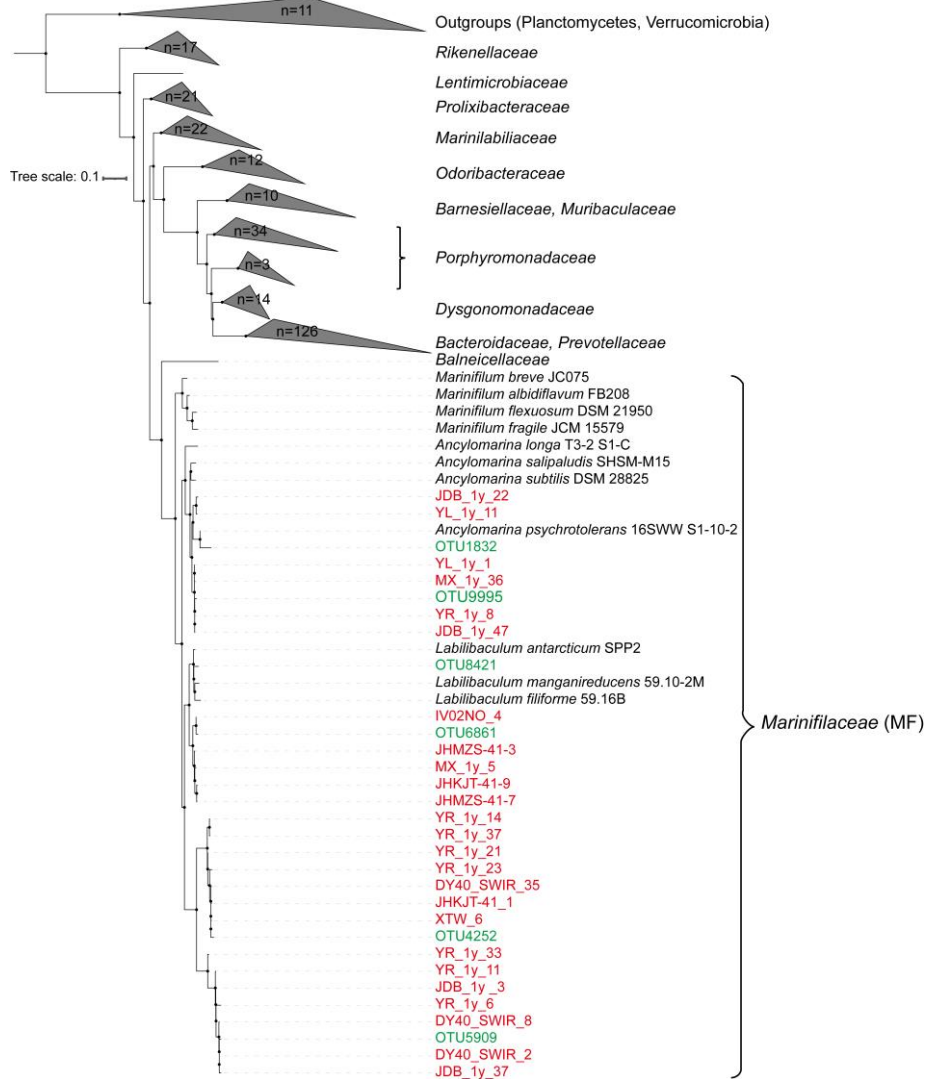 n=11
Outgroups (Planctomycetes, Verrucomicrobia)
n=17
Rikenellaceae
Lentimicrobiaceae
n=21
Prolixibacteraceae
n=22
Marinilabiliaceae
n=12
Odoribacteraceae
Tree scale: 0.1
n=10
Barnesiellaceae, Muribaculaceae
n=34
Porphyromonadaceae
n=3
n=14
Dysgonomonadaceae
n=126
Bacteroidaceae, Prevotellaceae
Balneicellaceae
Marinifilum breve JC075
Marinifilum albidiflavum FB208
Marinifilum flexuosum DSM 21950
Marinifilum fragile JCM 15579
Ancylomarina longa T3-2 S1-C
Ancylomarina salipaludis SHSM-M15
Ancylomarina subtilis DSM 28825
JDB_1y_22
YL_1y_11
Ancylomarina psychrotolerans 16SWW S1-10-2
OTU1832
YL_1y_1
MX_1y_36
OTU9995
YR_1y_8
JDB_1y_47
Labilibaculum antarcticum SPP2
OTU8421
Labilibaculum manganireducens 59.10-2M
Labilibaculum filiforme 59.16B
IV02NO_4
Marinifilaceae (MF)
OTU6861
JHMZS-41-3
MX_1y_5
JHKJT-41-9
JHMZS-41-7
YR_1y_14
YR_1y_37
YR_1y_21
YR_1y_23
DY40_SWIR_35
JHKJT-41_1
XTW_6
OTU4252
YR_1y_33
YR_1y_11
JDB_1y _3
YR_1y_6
DY40_SWIR_8
OTU5909
DY40_SWIR_2
JDB_1y_37